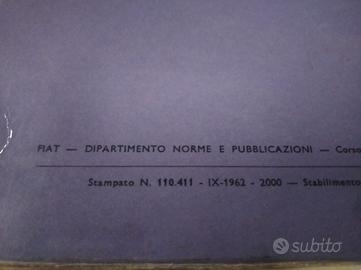 FIAT — DIPARTIMENTO NORME E PUBBLICAZIONI — Corso
Stampato N. 110.411 - IX-1962 - 2000 — Stabilimento
subito